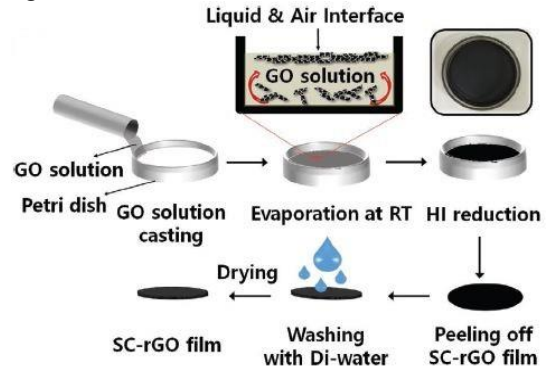 Liquid & Air Interface
GO solution
GO solution
Petri dish
GO solution
casting
Evaporation at RT
HI reduction
Drying
SC-rGO film
Washing
with Di-water
Peeling off
SC-rGO film